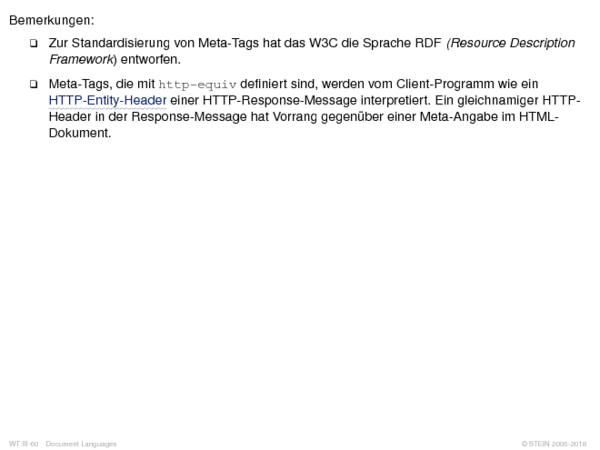 Bemerkungen:
❑ Zur Standardisierung von Meta-Tags hat das W3C die Sprache RDF (Resource Description
Framework) entworfen.
❑ Meta-Tags, die mit http-equiv definiert sind, werden vom Client-Programm wie ein
HTTP-Entity-Header einer HTTP-Response-Message interpretiert. Ein gleichnamiger HTTP-
Header in der Response-Message hat Vorrang gegenüber einer Meta-Angabe im HTML-
Dokument.
WT:III-60 Document Languages © STEIN 2005-2018